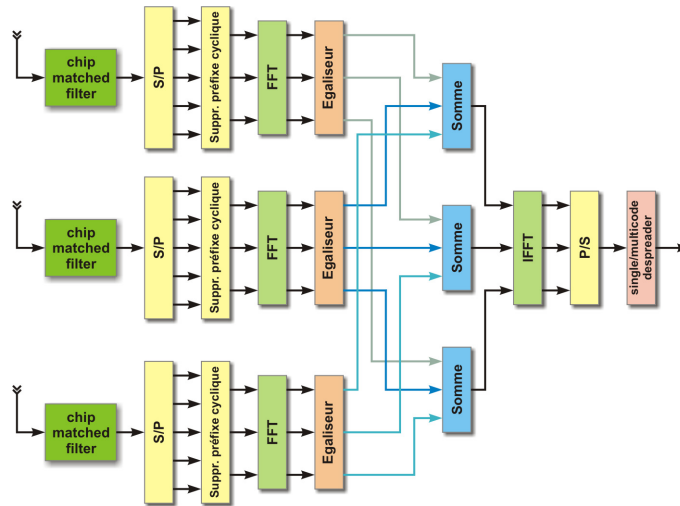 chip
matched
filter
S/P
Suppr. préfixe cyclique
FFT
Egaliseur
Somme
chip
matched
filter
S/P
Suppr. préfixe cyclique
FFT
Egaliseur
Somme
IFFT
P/S
single/multicode
despreader
chip
matched
filter
S/P
Suppr. préfixe cyclique
FFT
Egaliseur
Somme